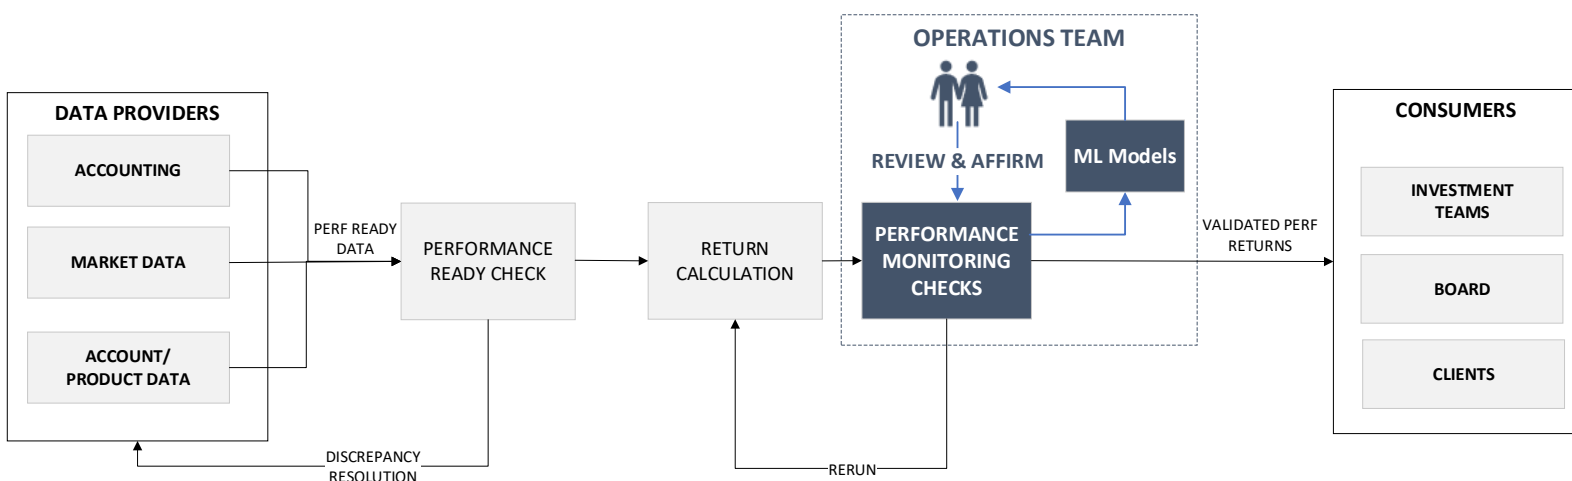 DATA PROVIDERS
ACCOUNTING
MARKET DATA
ACCOUNT/
PRODUCT DATA
PERF READY
DATA
DISCREPANCY
RESOLUTION
PERFORMANCE
READY CHECK
RETURN
CALCULATION
RERUN
OPERATIONS TEAM
REVIEW & AFFIRM
ML Models
PERFORMANCE
MONITORING
CHECKS
VALIDATED PERF
RETURNS
CONSUMERS
INVESTMENT
TEAMS
BOARD
CLIENTS